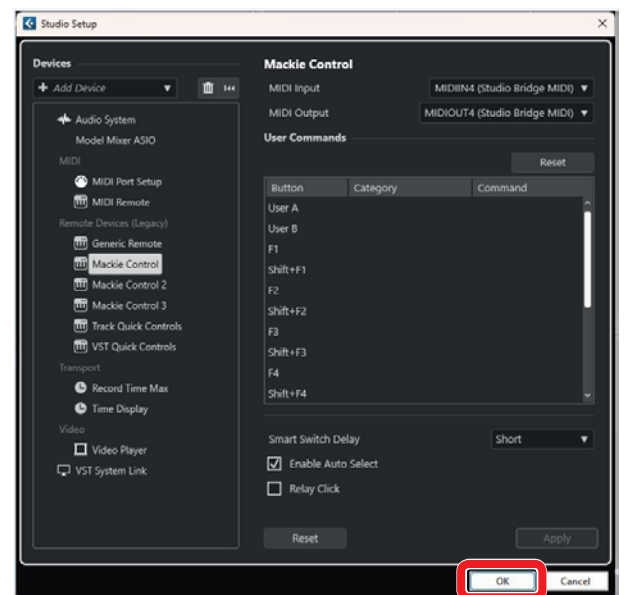 Studio Setup
Devices
+ Add Device
Audio System
Model Mixer ASIO
MIDI
MIDI Port Setup
MIDI Remote
Remote Devices (Legacy)
Generic Remote
Mackie Control
Mackie Control 2
Mackie Control 3
Track Quick Controls
VST Quick Controls
Transport
Record Time Max
Time Display
Video
Video Player
VST System Link
Mackie Control
MIDI Input MIDIIN4 (Studio Bridge MIDI)
MIDI Output MIDIOUT4 (Studio Bridge MIDI)
User Commands
Reset
Button Category Command
User A
User B
F1
Shift+F1
F2
Shift+F2
F3
Shift+F3
F4
Shift+F4
Smart Switch Delay Short
Enable Auto Select
Relay Click
Reset Apply
OK Cancel